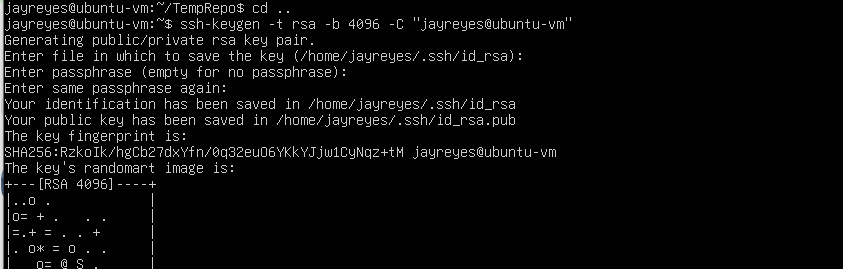 jayreyes@ubuntu-vm:~/TempRepo$ cd ..
jayreyes@ubuntu-vm:~$ ssh-keygen -t rsa -b 4096 -C "jayreyes@ubuntu-vm"
Generating public/private rsa key pair.
Enter file in which to save the key (/home/jayreyes/.ssh/id_rsa):
Enter passphrase (empty for no passphrase):
Enter same passphrase again:
Your identification has been saved in /home/jayreyes/.ssh/id_rsa
Your public key has been saved in /home/jayreyes/.ssh/id_rsa.pub
The key fingerprint is:
SHA256:RzkoIk/hgCb27dxYfn/0q32euO6YKkYJjw1CyNqz+tM jayreyes@ubuntu-vm
The key's randomart image is:
+---[RSA 4096]----+
|..o .            |
|o= + .   . .     |
|=.+ = . . +      |
|. o* = o . .     |
|   o= @ S .      |